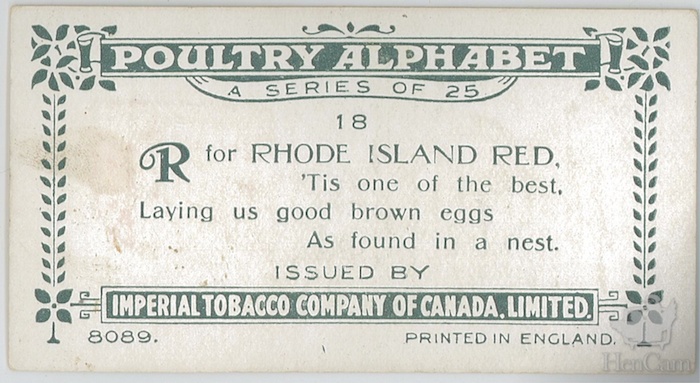 POULTRY ALPHABET
A SERIES OF 25
18
R for RHODE ISLAND RED,
'Tis one of the best,
Laying us good brown eggs
As found in a nest.
ISSUED BY
IMPERIAL TOBACCO COMPANY OF CANADA, LIMITED.
8089.
PRINTED IN ENGLAND.
HenCam